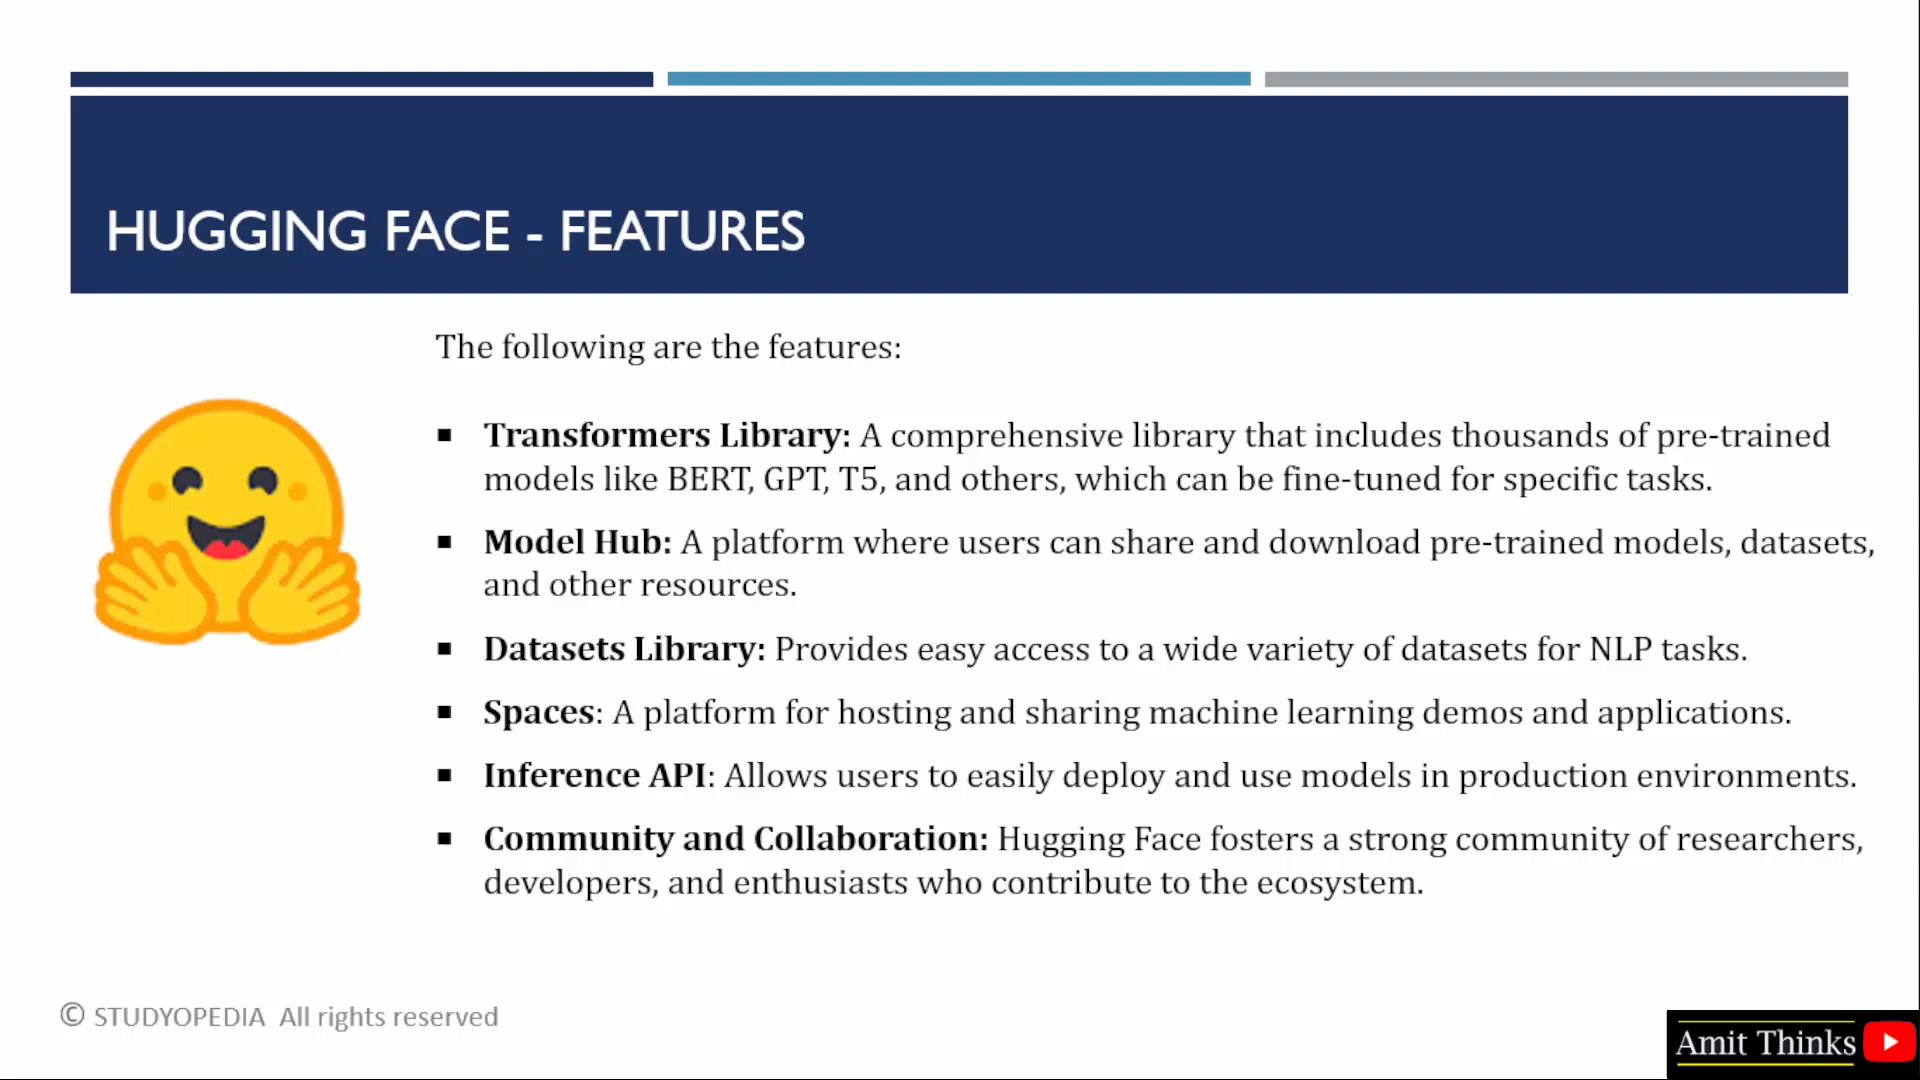 HUGGING FACE - FEATURES
The following are the features:
▪ Transformers Library: A comprehensive library that includes thousands of pre-trained
models like BERT, GPT, T5, and others, which can be fine-tuned for specific tasks.
▪ Model Hub: A platform where users can share and download pre-trained models, datasets,
and other resources.
▪ Datasets Library: Provides easy access to a wide variety of datasets for NLP tasks.
▪ Spaces: A platform for hosting and sharing machine learning demos and applications.
▪ Inference API: Allows users to easily deploy and use models in production environments.
▪ Community and Collaboration: Hugging Face fosters a strong community of researchers,
developers, and enthusiasts who contribute to the ecosystem.
© STUDYOPEDIA All rights reserved
Amit Thinks